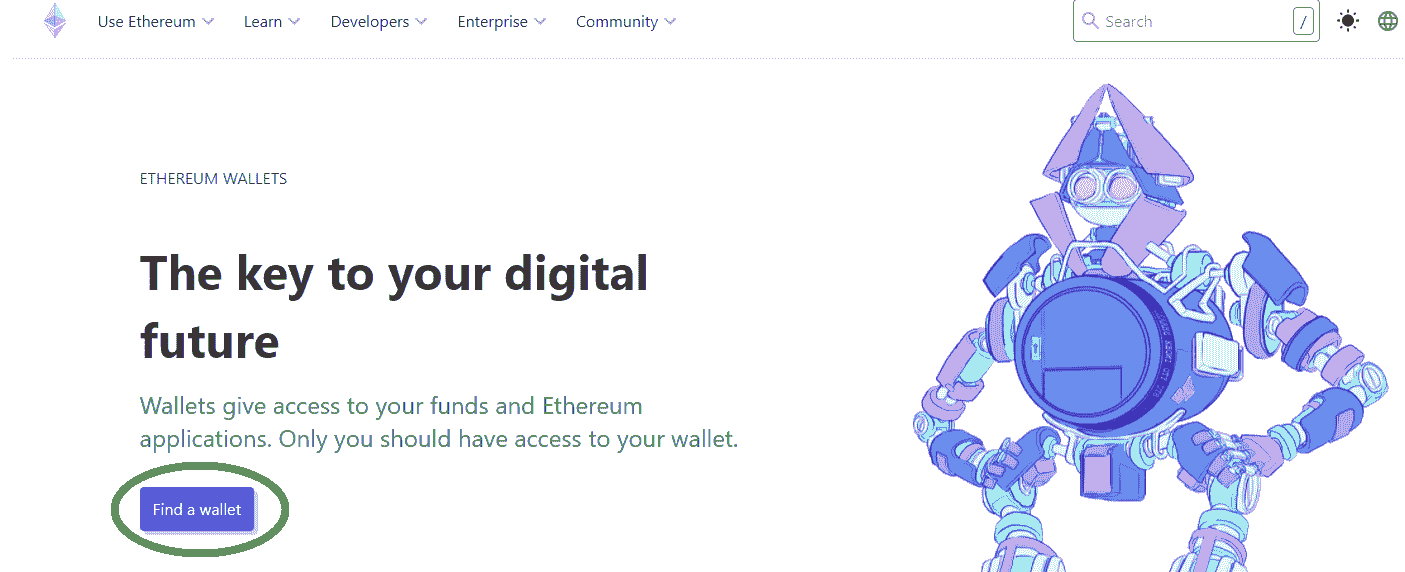 Use Ethereum Learn Developers Enterprise Community Search /
ETHEREUM WALLETS
The key to your digital
future
Wallets give access to your funds and Ethereum
applications. Only you should have access to your wallet.
Find a wallet